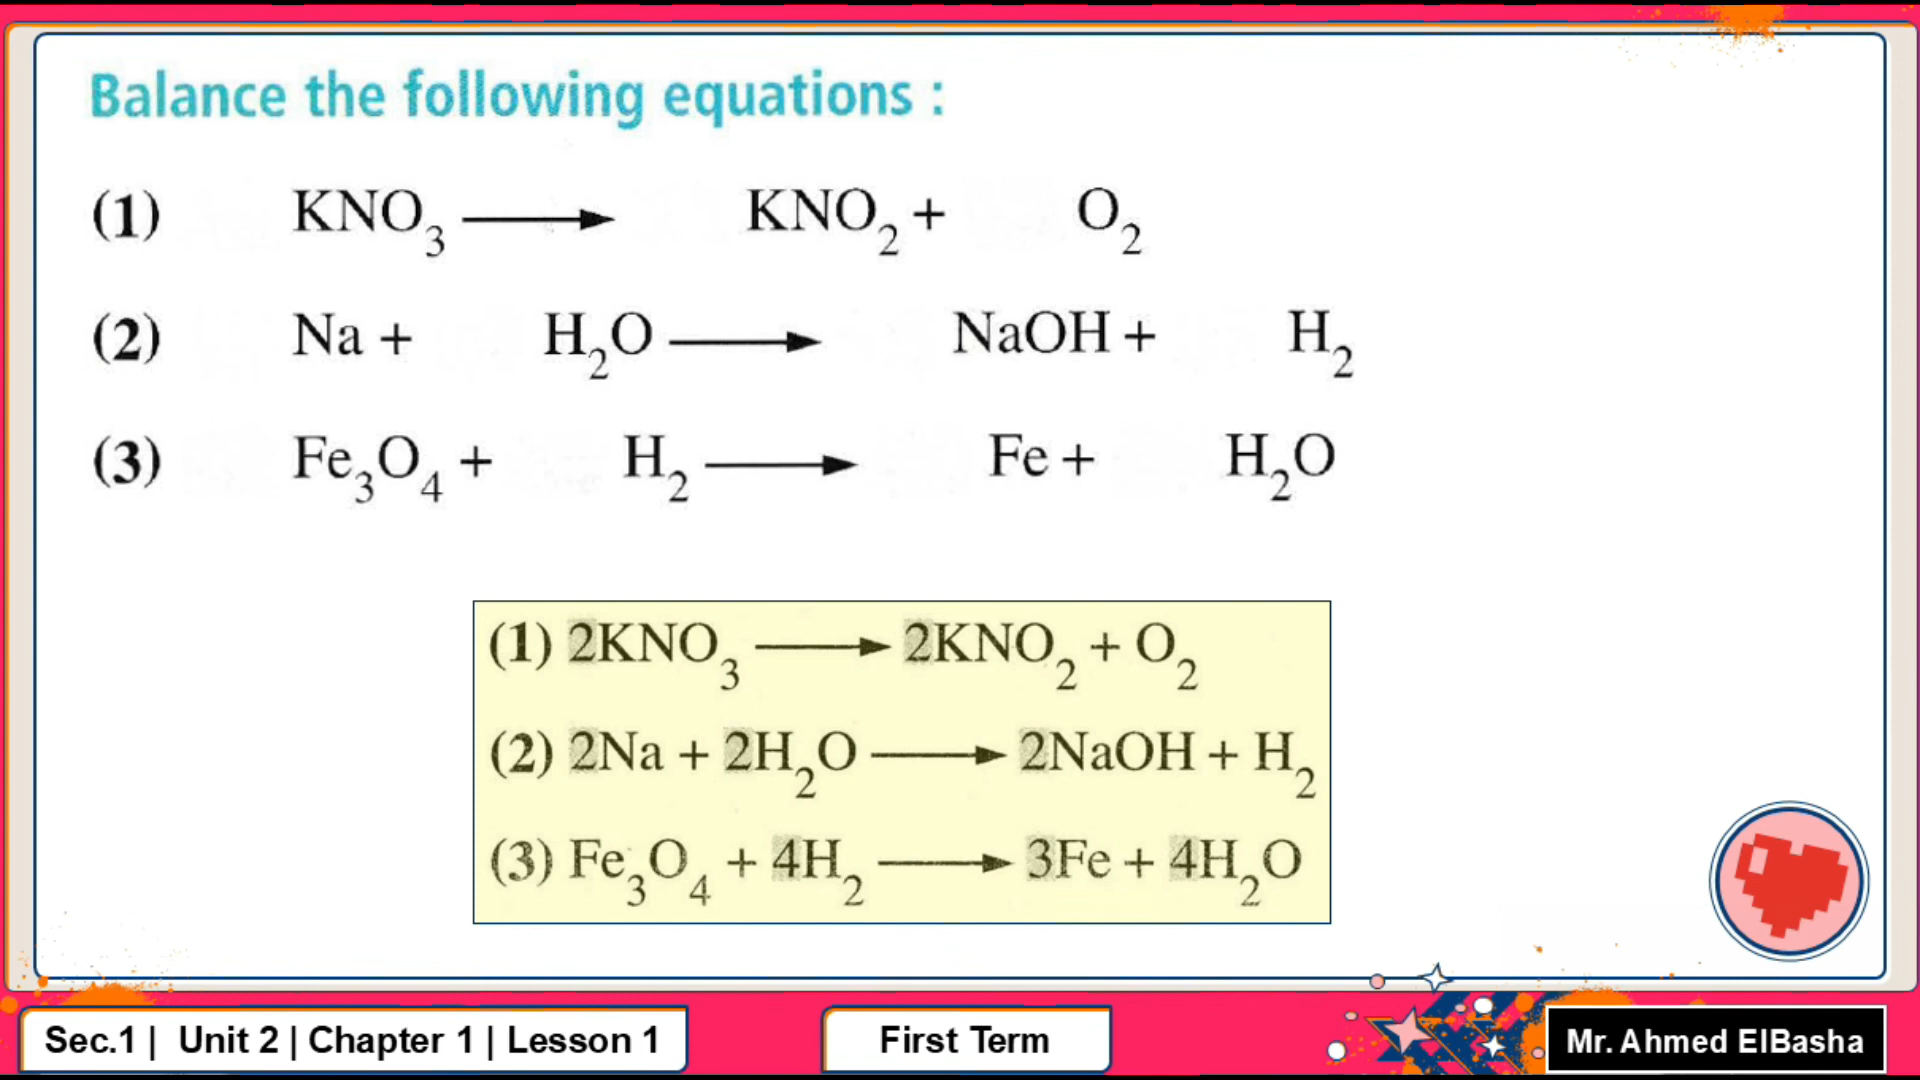 Balance the following equations :
(1) KNO₃ ⟶ KNO₂ + O₂
(2) Na + H₂O ⟶ NaOH + H₂
(3) Fe₃O₄ + H₂ ⟶ Fe + H₂O
(1) 2KNO₃ ⟶ 2KNO₂ + O₂
(2) 2Na + 2H₂O ⟶ 2NaOH + H₂
(3) Fe₃O₄ + 4H₂ ⟶ 3Fe + 4H₂O
Sec.1 | Unit 2 | Chapter 1 | Lesson 1
First Term
Mr. Ahmed ElBasha